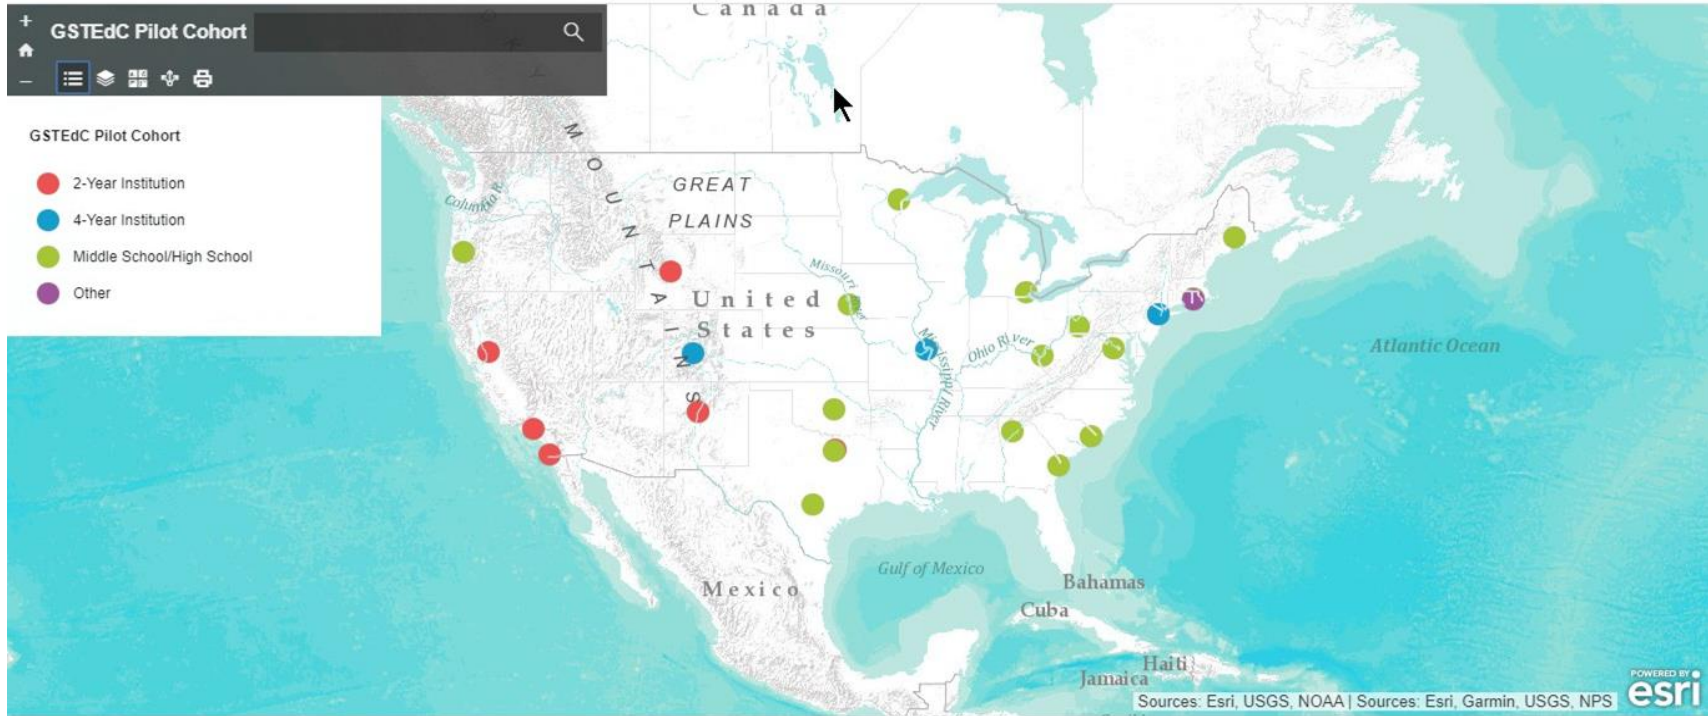 Canada
+
GSTEdC Pilot Cohort
−
GSTEdC Pilot Cohort
2-Year Institution
4-Year Institution
Middle School/High School
Other
MOUNTAINS
Columbia R.
GREAT
PLAINS
Missouri River
United
States
Mississippi River
Ohio River
Atlantic Ocean
Gulf of Mexico
Mexico
Bahamas
Cuba
Haiti
Jamaica
Sources: Esri, USGS, NOAA | Sources: Esri, Garmin, USGS, NPS
POWERED BY
esri